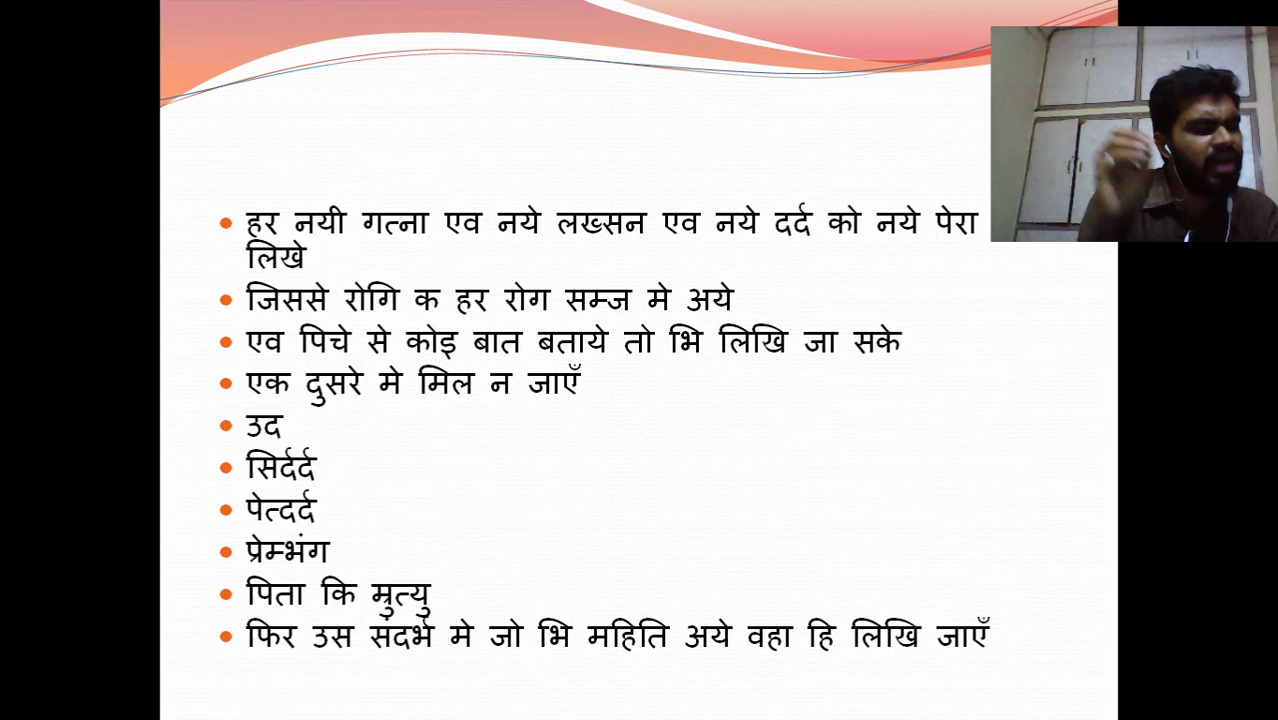 हर नयी गत्ना एव नये लख्सन एव नये दर्द को नये पेरा
लिखे
जिससे रोगि क हर रोग सम्ज मे अये
एव पिचे से कोइ बात बताये तो भि लिखि जा सके
एक दुसरे मे मिल न जाएँ
उद
सिर्दर्द
पेत्दर्द
प्रेम्भंग
पिता कि म्रुत्यु
फिर उस संदर्भ मे जो भि महिति अये वहा हि लिखि जाएँ